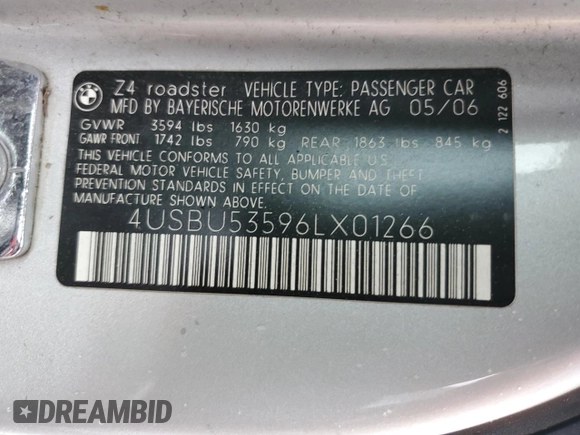 Z4 roadster VEHICLE TYPE: PASSENGER CAR
MFD BY BAYERISCHE MOTORENWERKE AG 05/06
GVWR 3594 lbs 1630 kg
GAWR FRONT 1742 lbs 790 kg REAR 1863 lbs 845 kg
THIS VEHICLE CONFORMS TO ALL APPLICABLE U.S.
FEDERAL MOTOR VEHICLE SAFETY, BUMPER AND THEFT
PREVENTION STANDARDS IN EFFECT ON THE DATE OF
MANUFACTURE SHOWN ABOVE.
4USBU53596LX01266
2 122 606
DREAMBID